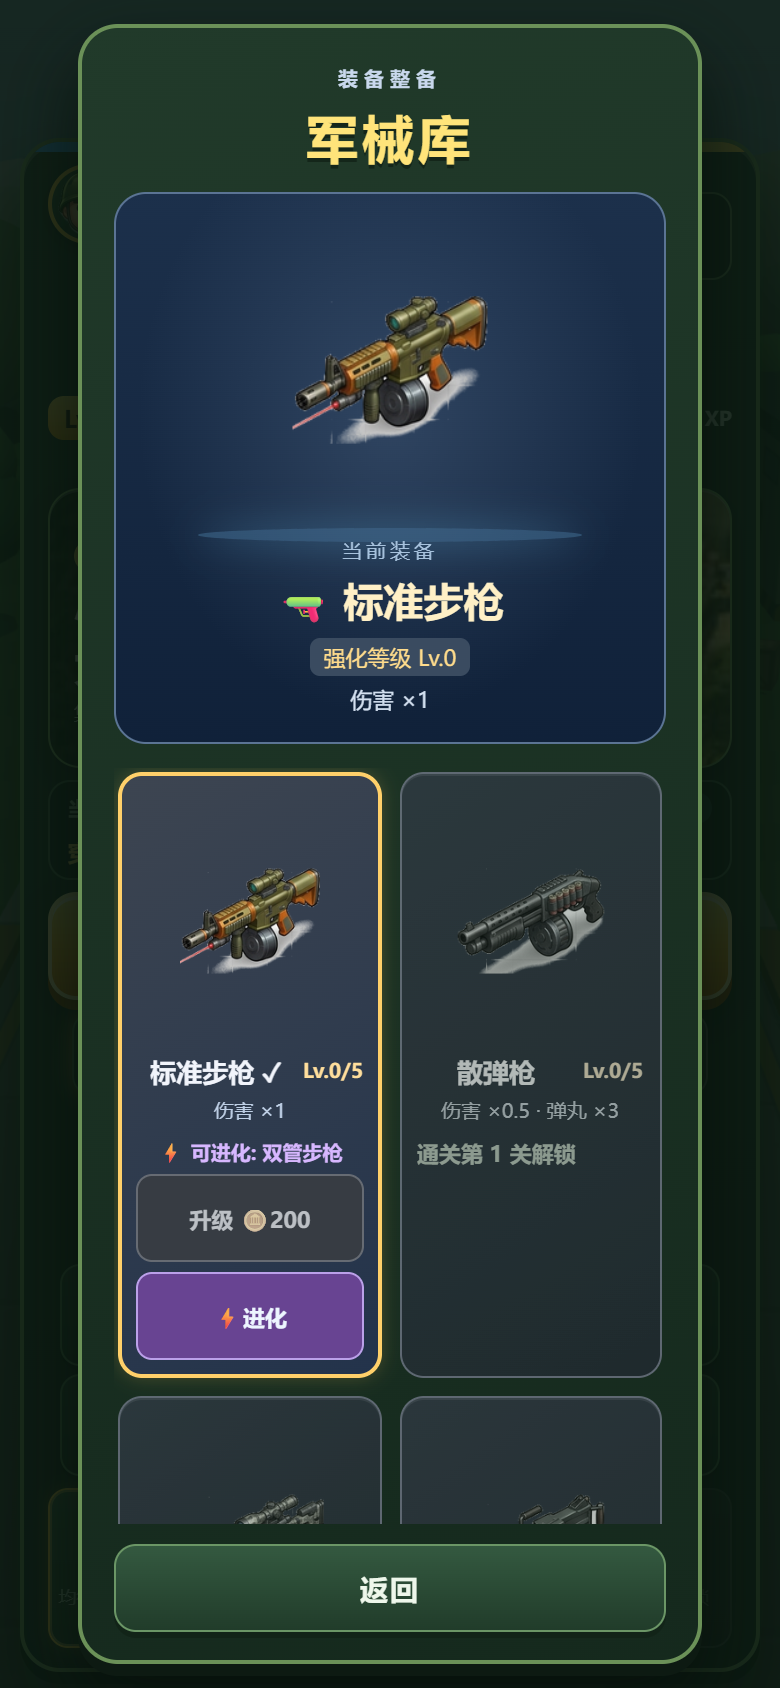 装备整备
军械库
当前装备
标准步枪
强化等级 Lv.0
伤害 ×1
标准步枪 ✓ Lv.0/5
伤害 ×1
可进化: 双管步枪
升级 200
进化
散弹枪 Lv.0/5
伤害 ×0.5 · 弹丸 ×3
通关第 1 关解锁
返回
XP